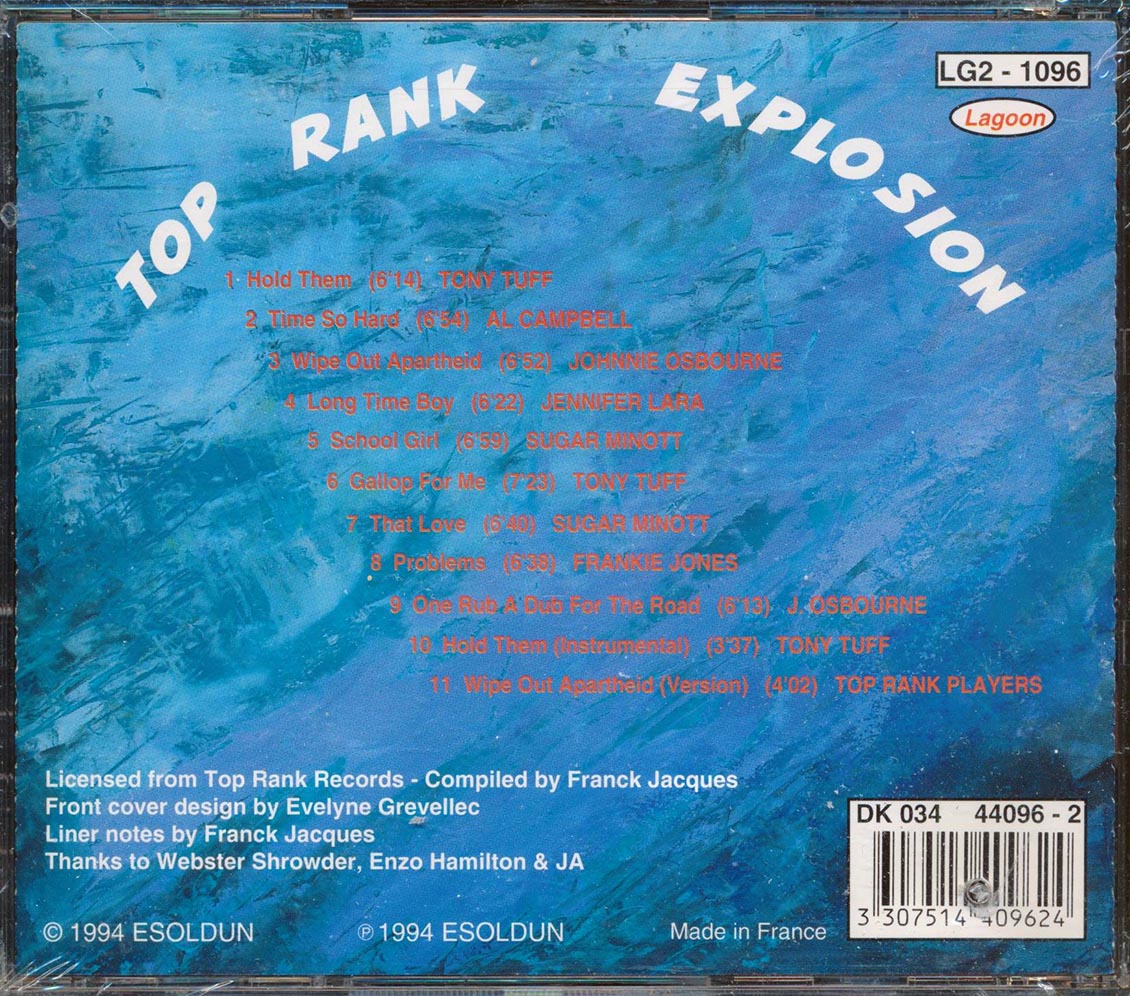 TOP RANK EXPLOSION
LG2 - 1096
Lagoon
1 Hold Them (6'14) TONY TUFF
2 Time So Hard (6'54) AL CAMPBELL
3 Wipe Out Apartheid (6'52) JOHNNIE OSBOURNE
4 Long Time Boy (6'22) JENNIFER LARA
5 School Girl (6'59) SUGAR MINOTT
6 Gallop For Me (7'23) TONY TUFF
7 That Love (6'40) SUGAR MINOTT
8 Problems (6'38) FRANKIE JONES
9 One Rub A Dub For The Road (6'13) J. OSBOURNE
10 Hold Them (Instrumental) (3'37) TONY TUFF
11 Wipe Out Apartheid (Version) (4'02) TOP RANK PLAYERS
Licensed from Top Rank Records - Compiled by Franck Jacques
Front cover design by Evelyne Grevellec
Liner notes by Franck Jacques
Thanks to Webster Shrowder, Enzo Hamilton & JA
DK 034 44096 - 2
3 307514 409624
© 1994 ESOLDUN ℗ 1994 ESOLDUN Made in France